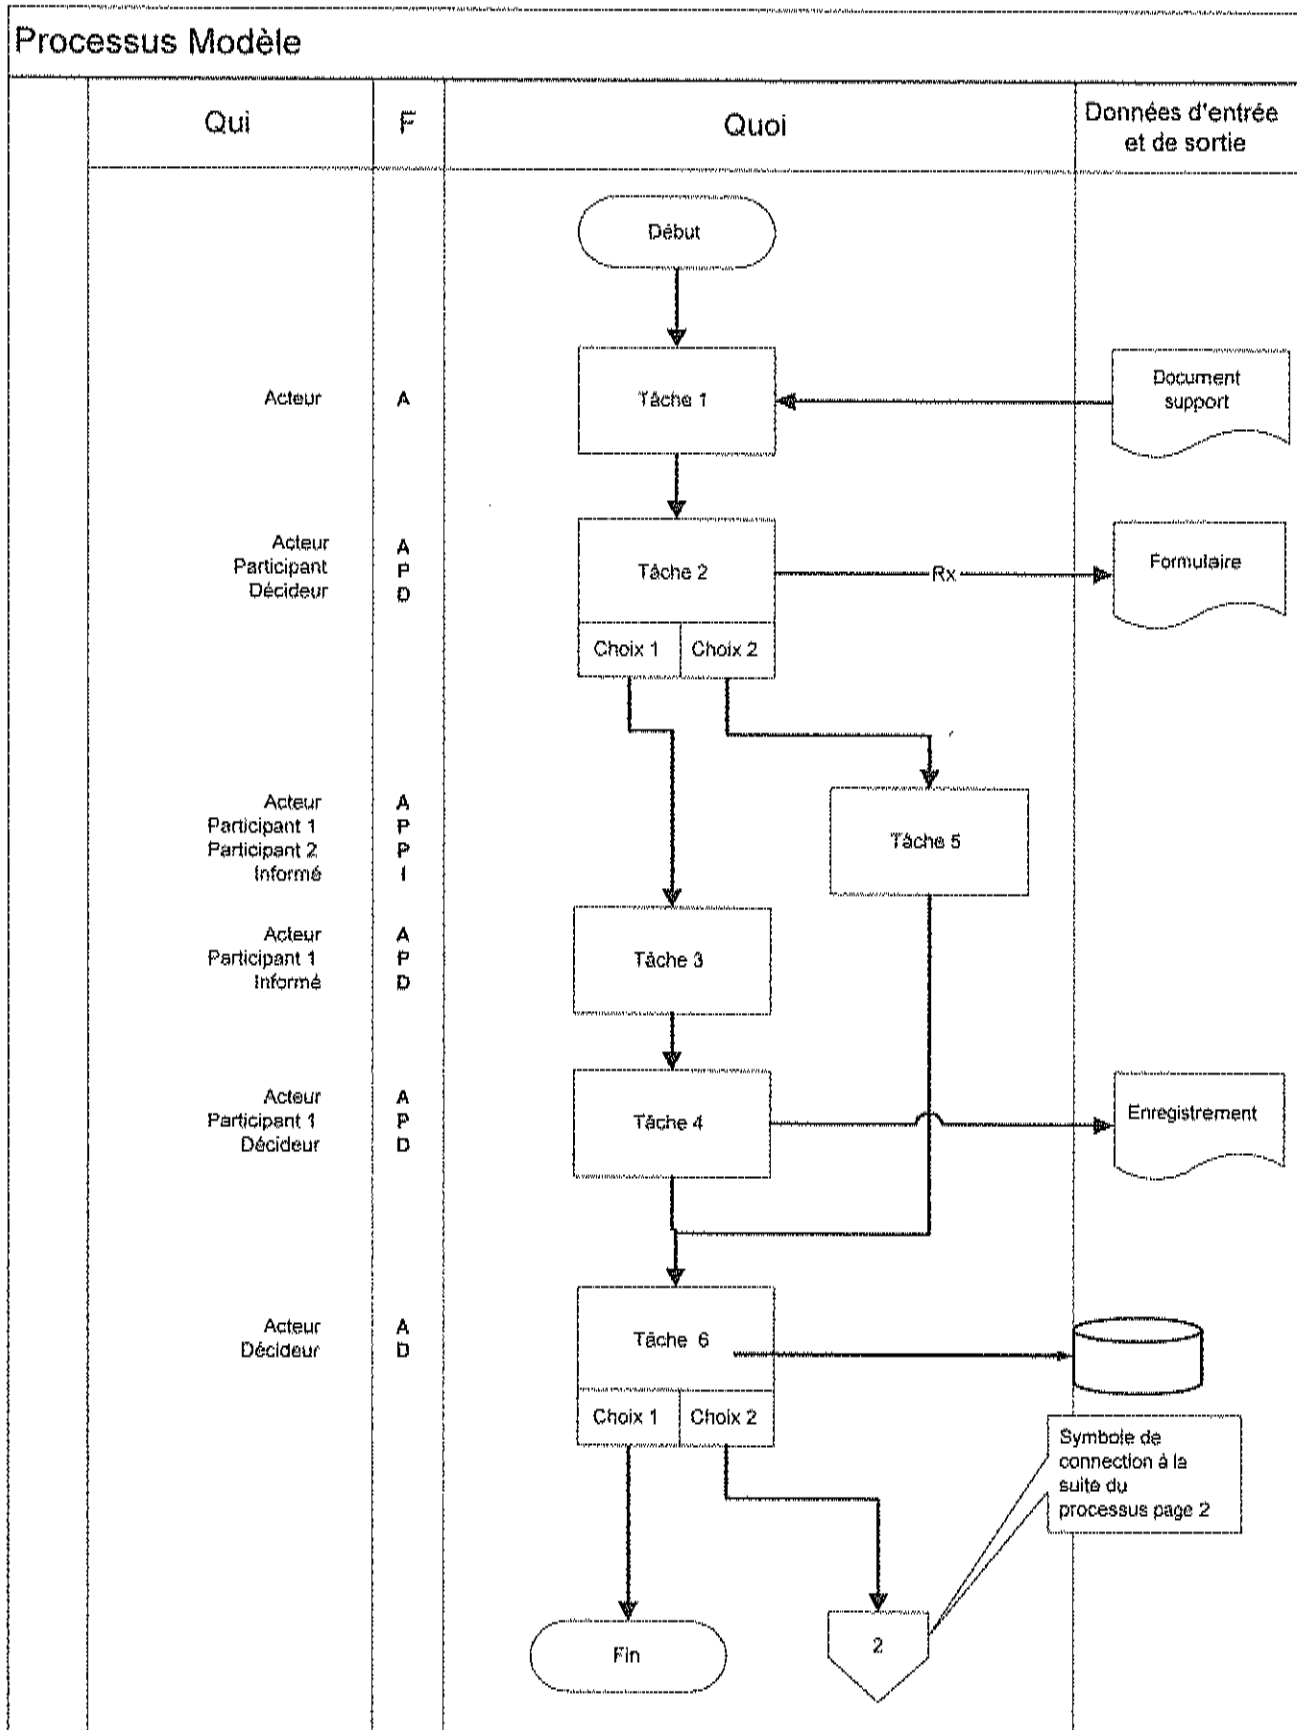 Processus Modèle
Qui
F
Quoi
Données d'entrée
et de sortie
Début
Acteur
A
Tâche 1
Document
support
Acteur
A
Participant
P
Décideur
D
Tâche 2
Rx
Formulaire
Choix 1
Choix 2
Acteur
A
Participant 1
P
Participant 2
P
Informé
I
Tâche 5
Acteur
A
Participant 1
P
Informé
D
Tâche 3
Acteur
A
Participant 1
P
Décideur
D
Tâche 4
Enregistrement
Acteur
A
Décideur
D
Tâche 6
Choix 1
Choix 2
Symbole de
connection à la
suite du
processus page 2
Fin
2